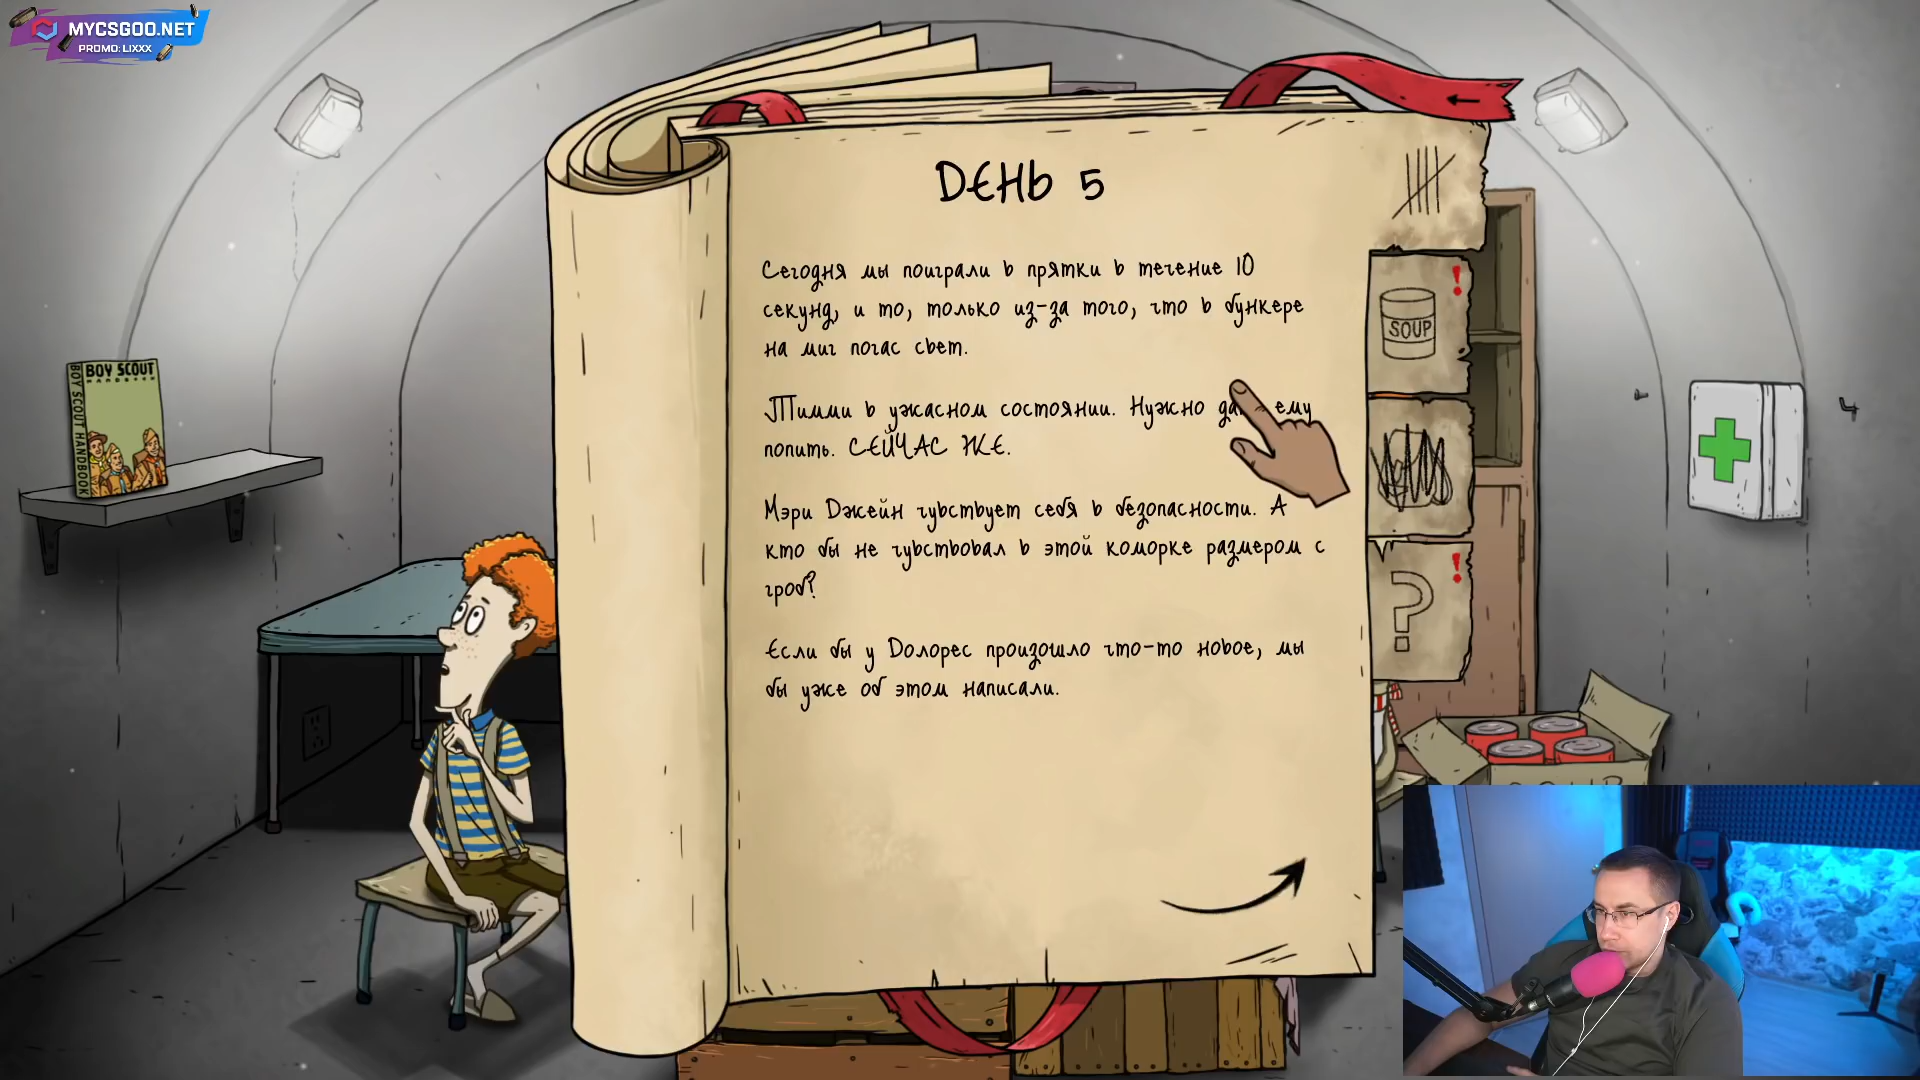 MYCSGOO.NET
PROMO: LIXXX
ДЕНЬ 5
Сегодня мы поиграли в прятки в течение 10
секунд, и то, только из-за того, что в бункере
на миг погас свет.
Тимми в ужасном состоянии. Нужно ему
попить. СЕЙЧАС ЖЕ.
Мэри Джейн чувствует себя в безопасности. А
кто бы не чувствовал в этой коморке размером с
гроб?
Если бы у Долорес произошло что-то новое, мы
бы уже об этом написали.
!
SOUP
!
?
BOY SCOUT
HANDBOOK
BOY SCOUT HANDBOOK